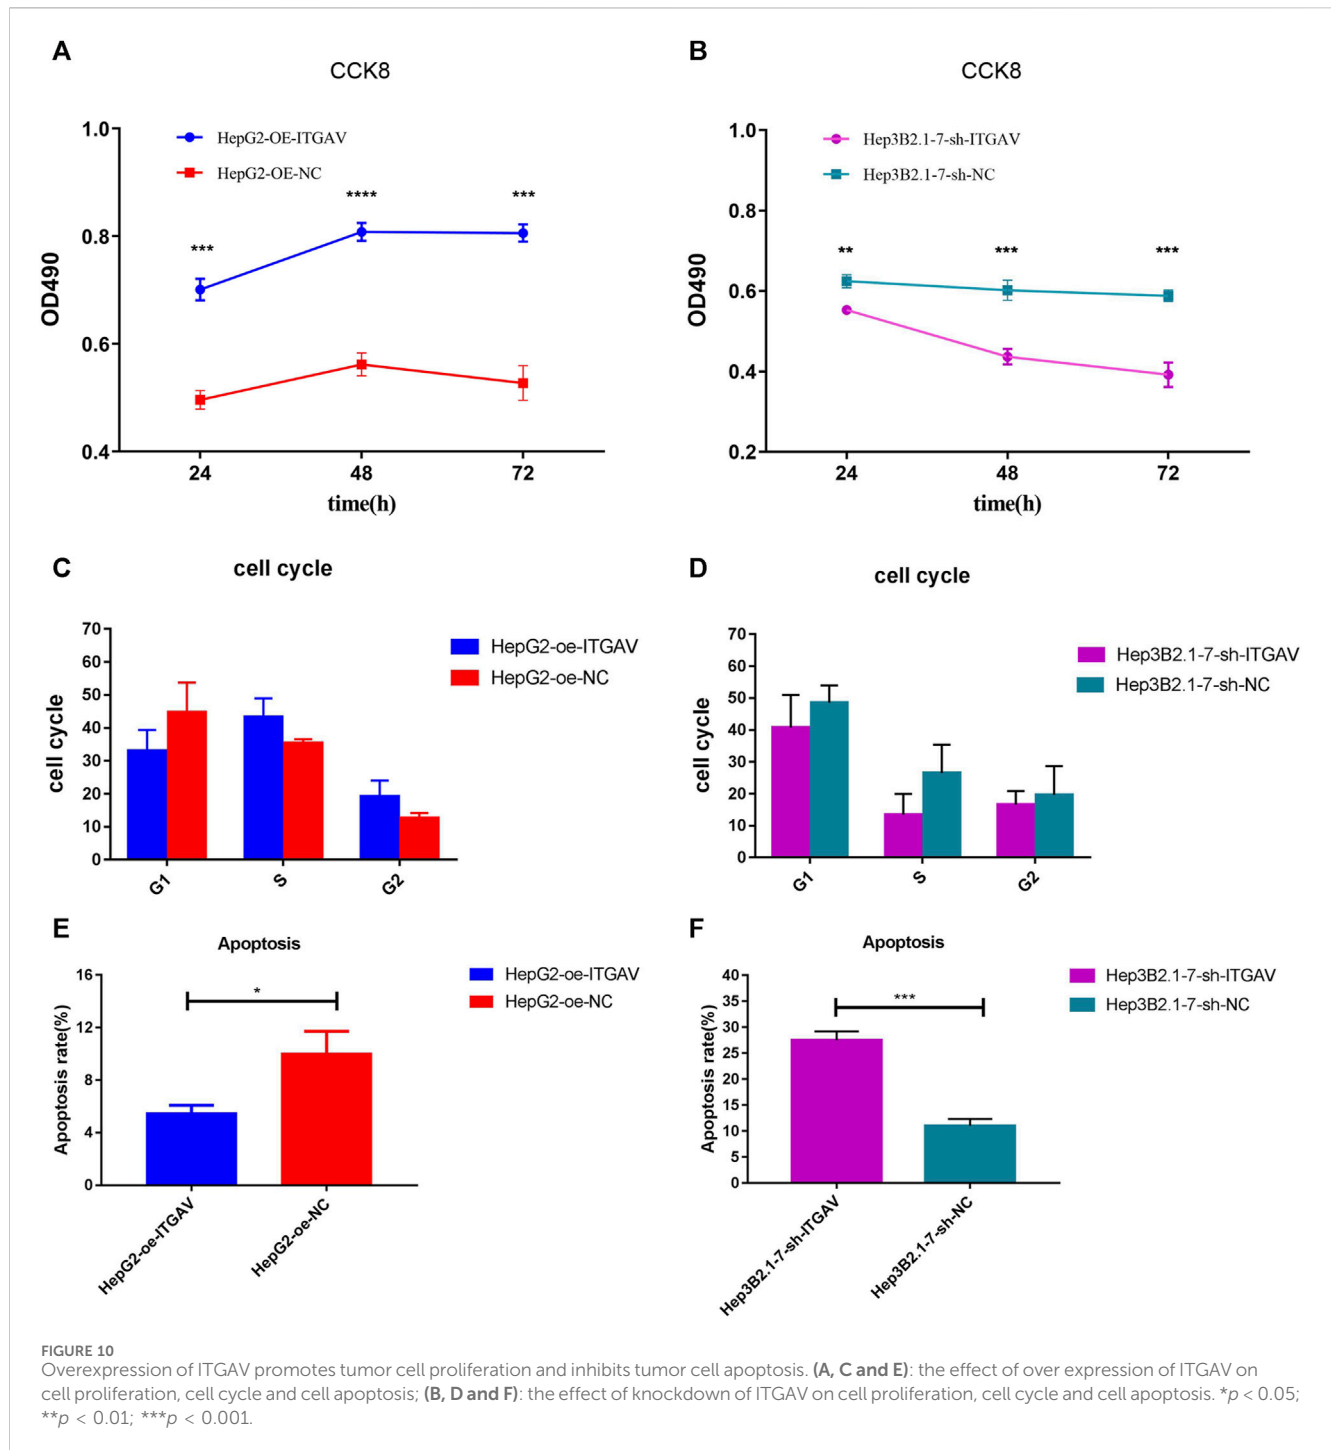 A
CCK8
HepG2-OE-ITGAV
HepG2-OE-NC
1.0
0.8
0.6
0.4
OD490
***
****
***
24
48
72
time(h)
B
CCK8
Hep3B2.1-7-sh-ITGAV
Hep3B2.1-7-sh-NC
1.0
0.8
0.6
0.4
0.2
OD490
**
***
***
24
48
72
time(h)
C
cell cycle
HepG2-oe-ITGAV
HepG2-oe-NC
70
60
50
40
30
20
10
0
cell cycle
G1
S
G2
D
cell cycle
Hep3B2.1-7-sh-ITGAV
Hep3B2.1-7-sh-NC
70
60
50
40
30
20
10
0
cell cycle
G1
S
G2
E
Apoptosis
HepG2-oe-ITGAV
HepG2-oe-NC
16
12
8
4
0
Apoptosis rate(%)
*
HepG2-oe-ITGAV
HepG2-oe-NC
F
Apoptosis
Hep3B2.1-7-sh-ITGAV
Hep3B2.1-7-sh-NC
40
35
30
25
20
15
10
5
0
Apoptosis rate(%)
***
Hep3B2.1-7-sh-ITGAV
Hep3B2.1-7-sh-NC
FIGURE 10
Overexpression of ITGAV promotes tumor cell proliferation and inhibits tumor cell apoptosis. (A, C and E): the effect of over expression of ITGAV on
cell proliferation, cell cycle and cell apoptosis; (B, D and F): the effect of knockdown of ITGAV on cell proliferation, cell cycle and cell apoptosis. *p < 0.05;
**p < 0.01; ***p < 0.001.